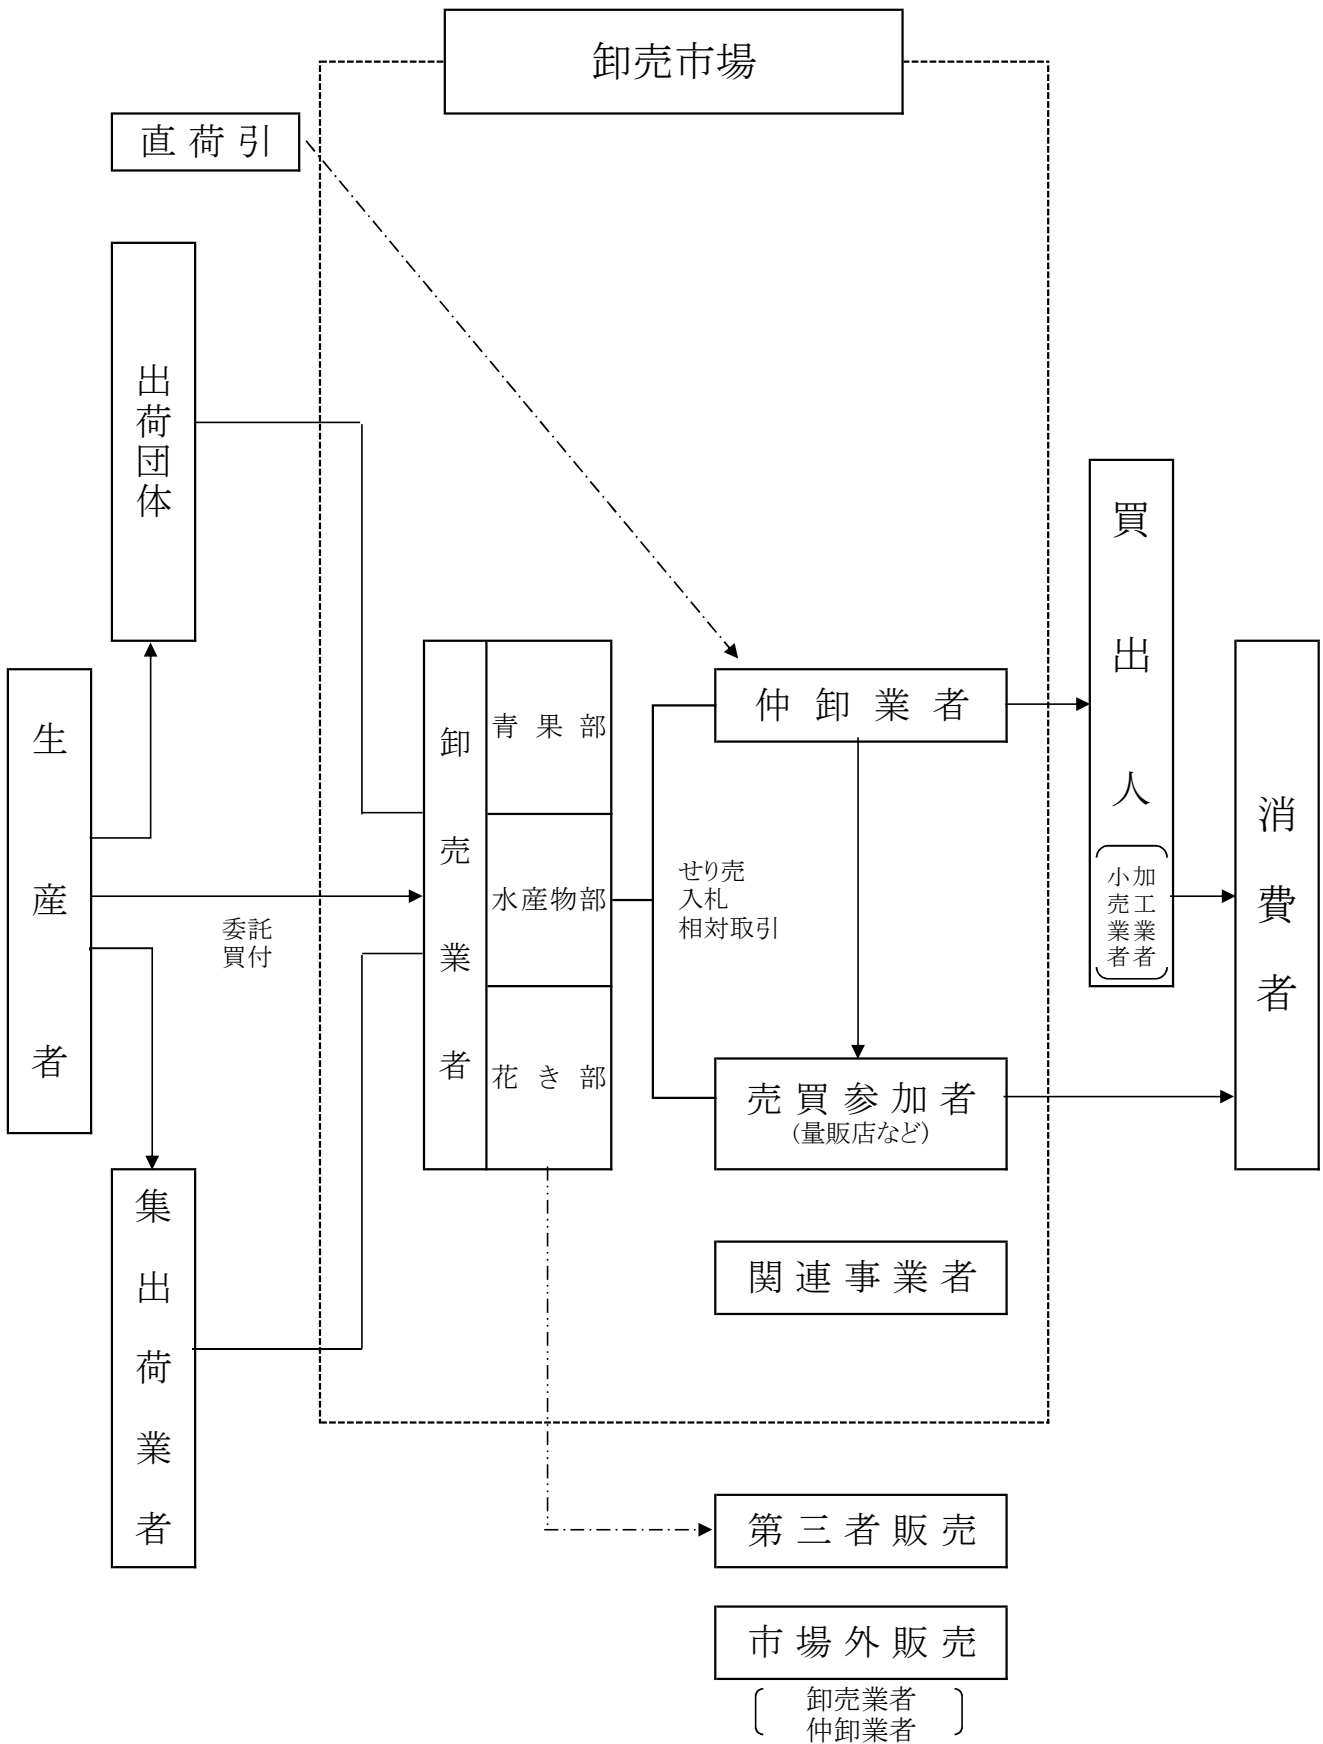 卸売市場
直荷引
出荷団体
生産者
集出荷業者
委託
買付
卸売業者
青果部
水産物部
花き部
せり売
入札
相対取引
仲卸業者
売買参加者
（量販店など）
関連事業者
買出人
加工業者
小売業者
消費者
第三者販売
市場外販売
卸売業者
仲卸業者